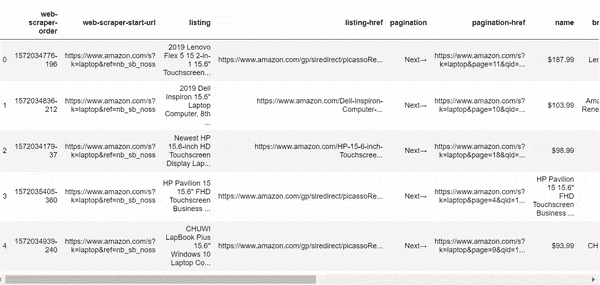 web-scraper-order web-scraper-start-url listing listing-href pagination pagination-href name br
0 1572034776-196 https://www.amazon.com/s?k=laptop&ref=nb_sb_noss 2019 Lenovo Flex 5 15 2-in-1 15.6" Touchscreen... https://www.amazon.com/gp/slredirect/picassoRe... Next→ https://www.amazon.com/s?k=laptop&page=11&qid=... $187.99 Len
1 1572034836-212 https://www.amazon.com/s?k=laptop&ref=nb_sb_noss 2019 Dell Inspiron 15.6" Laptop Computer, 8th ... https://www.amazon.com/Dell-Inspiron-Computer-... Next→ https://www.amazon.com/s?k=laptop&page=10&qid=... $103.99 Ama Rene
2 1572034179-37 https://www.amazon.com/s?k=laptop&ref=nb_sb_noss Newest HP 15.6-inch HD Touchscreen Display Lap... https://www.amazon.com/HP-15-6-inch-Touchscree... Next→ https://www.amazon.com/s?k=laptop&page=18&qid=... $98.99
3 1572035405-360 https://www.amazon.com/s?k=laptop&ref=nb_sb_noss HP Pavilion 15 15.6" FHD Touchscreen Business ... https://www.amazon.com/gp/slredirect/picassoRe... Next→ https://www.amazon.com/s?k=laptop&page=4&qid=1... HP Pavilion 15 15.6" FHD Touchscreen Business ...
4 1572034939-240 https://www.amazon.com/s?k=laptop&ref=nb_sb_noss CHUWI LapBook Plus 15.6" Windows 10 Laptop Co... https://www.amazon.com/gp/slredirect/picassoRe... Next→ https://www.amazon.com/s?k=laptop&page=9&qid=1... $93.99 CH